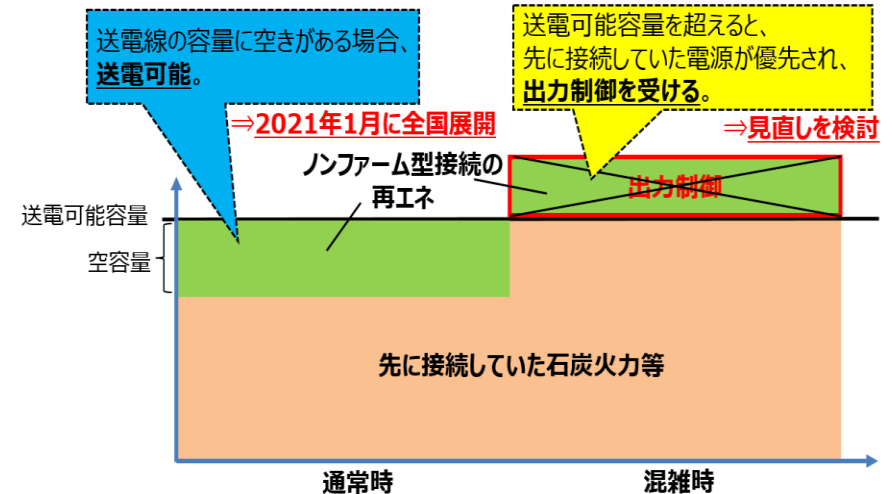 送電線の容量に空きがある場合、
送電可能。
⇒2021年1月に全国展開
送電可能容量を超えると、
先に接続していた電源が優先され、
出力制御を受ける。
⇒見直しを検討
ノンファーム型接続の
再エネ
出力制御
送電可能容量
空容量
先に接続していた石炭火力等
通常時
混雑時